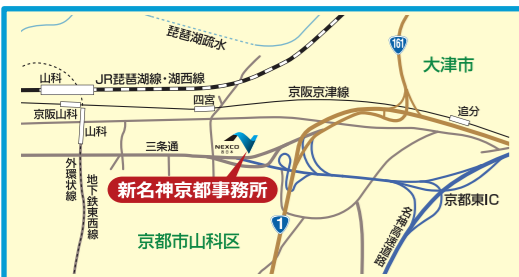 琵琶湖疏水
161
大津市
山科
JR琵琶湖線・湖西線
京阪京津線
四宮
追分
京阪山科
山科
三条通
NEXCO
西日本
外環状線
地下鉄東西線
新名神京都事務所
京都東IC
名神高速道路
1
京都市山科区